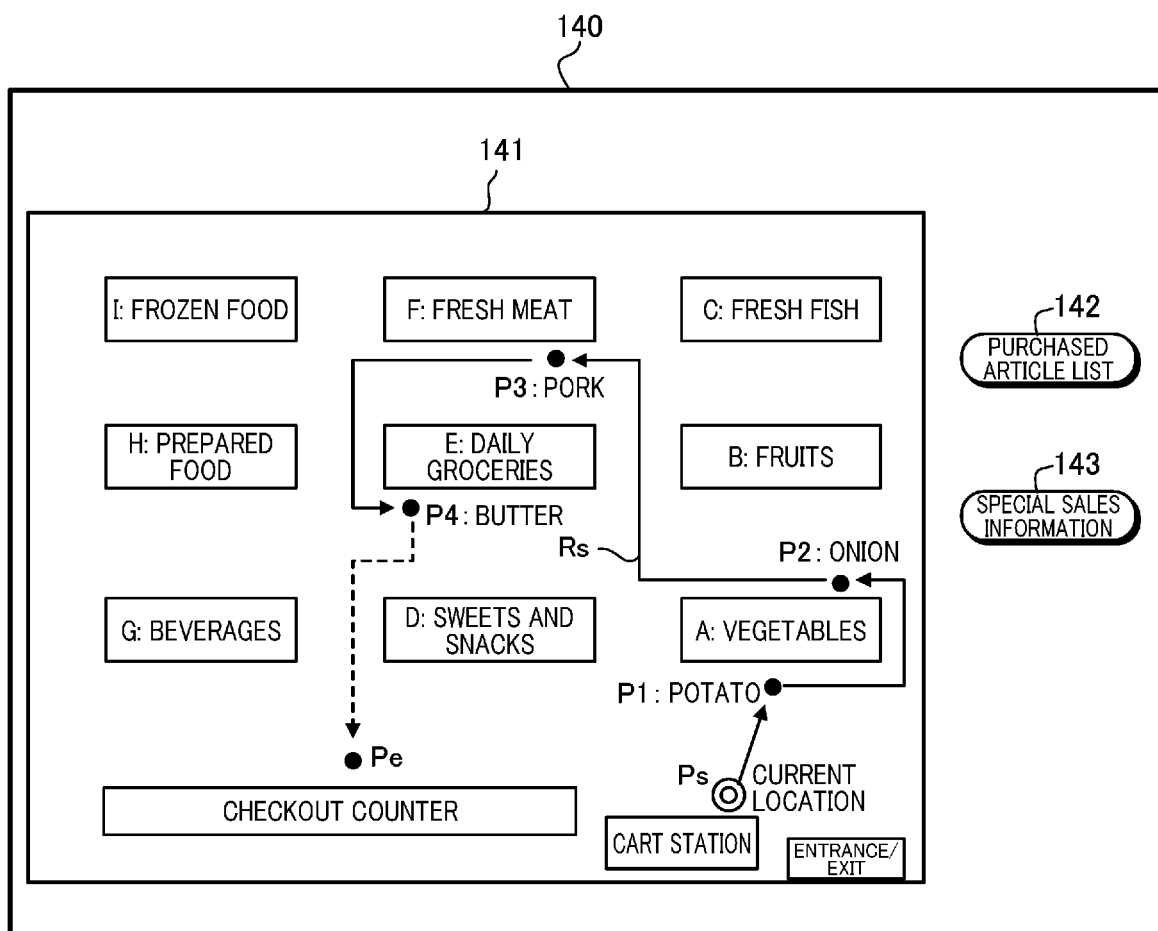 140
141
I: FROZEN FOOD
F: FRESH MEAT
C: FRESH FISH
142
PURCHASED
ARTICLE LIST
P3: PORK
H: PREPARED
FOOD
E: DAILY
GROCERIES
B: FRUITS
143
SPECIAL SALES
INFORMATION
P4: BUTTER
Rs
P2: ONION
G: BEVERAGES
D: SWEETS AND
SNACKS
A: VEGETABLES
P1: POTATO
Pe
Ps
CURRENT
LOCATION
CHECKOUT COUNTER
CART STATION
ENTRANCE/
EXIT